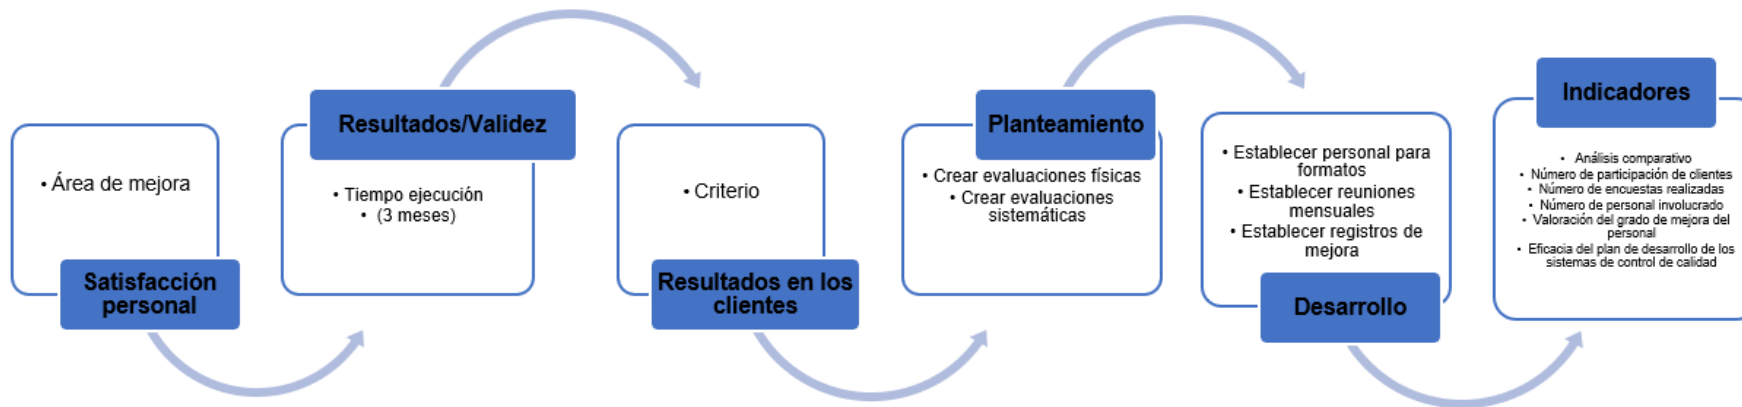 • Área de mejora
Satisfacción
personal
Resultados/Validez
• Tiempo ejecución
• (3 meses)
• Criterio
Resultados en los
clientes
Planteamiento
• Crear evaluaciones físicas
• Crear evaluaciones
sistemáticas
• Establecer personal para
formatos
• Establecer reuniones
mensuales
• Establecer registros de
mejora
Desarrollo
Indicadores
• Análisis comparativo
• Número de participación de clientes
• Número de encuestas realizadas
• Número de personal involucrado
• Valoración del grado de mejora del
personal
• Eficacia del plan de desarrollo de los
sistemas de control de calidad